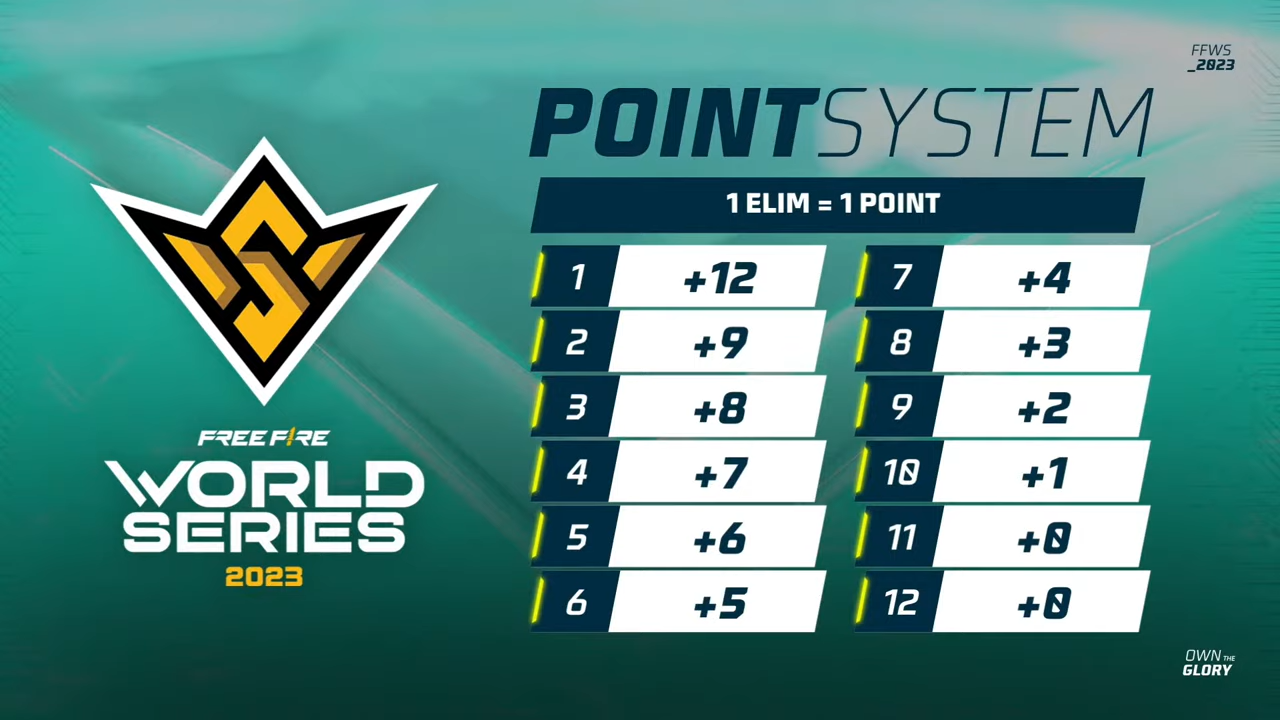 FFWS
_2023
POINTSYSTEM
1 ELIM = 1 POINT
1 +12
2 +9
3 +8
4 +7
5 +6
6 +5
7 +4
8 +3
9 +2
10 +1
11 +0
12 +0
FREE FIRE
WORLD
SERIES
2023
OWN THE
GLORY